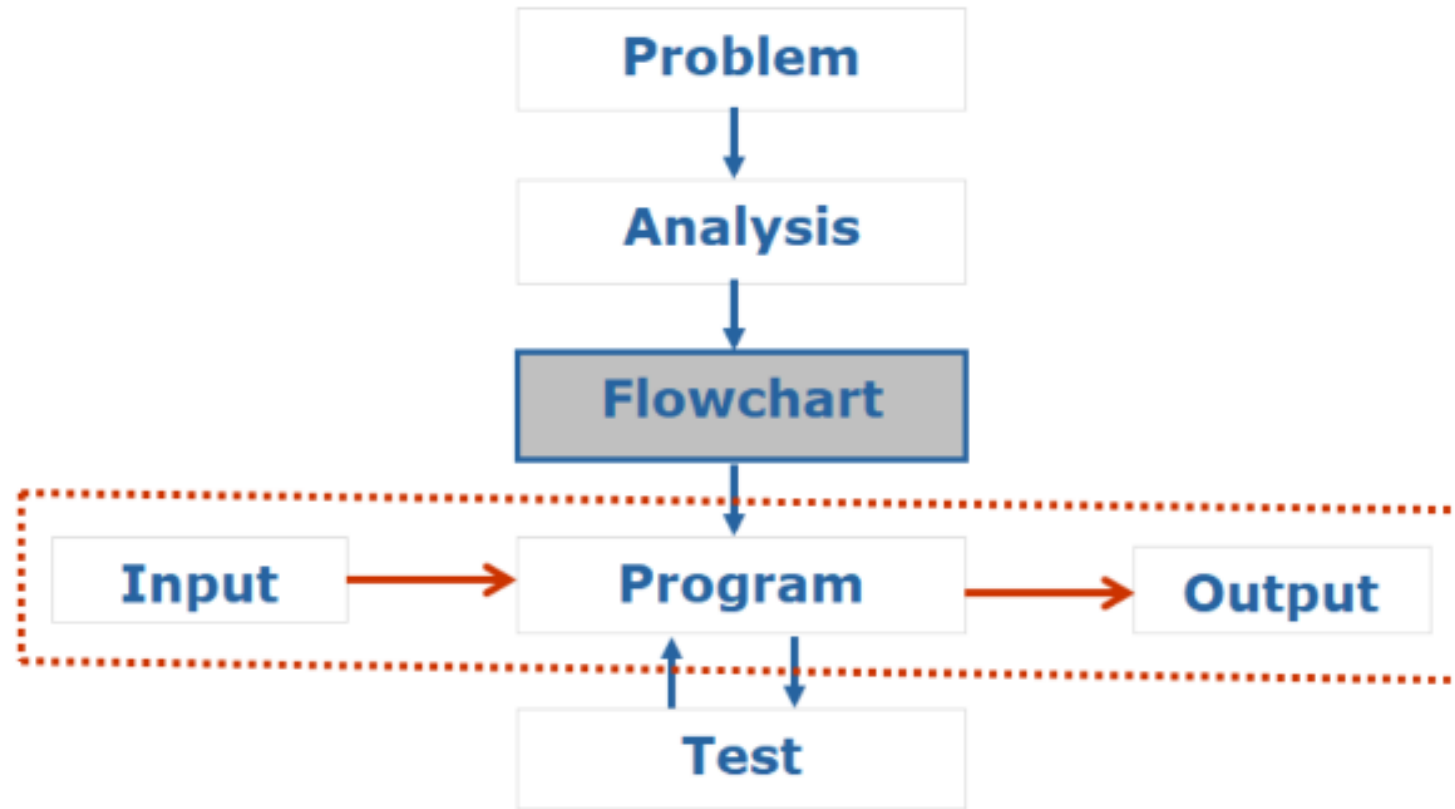 Problem
Analysis
Flowchart
Input
Program
Output
Test